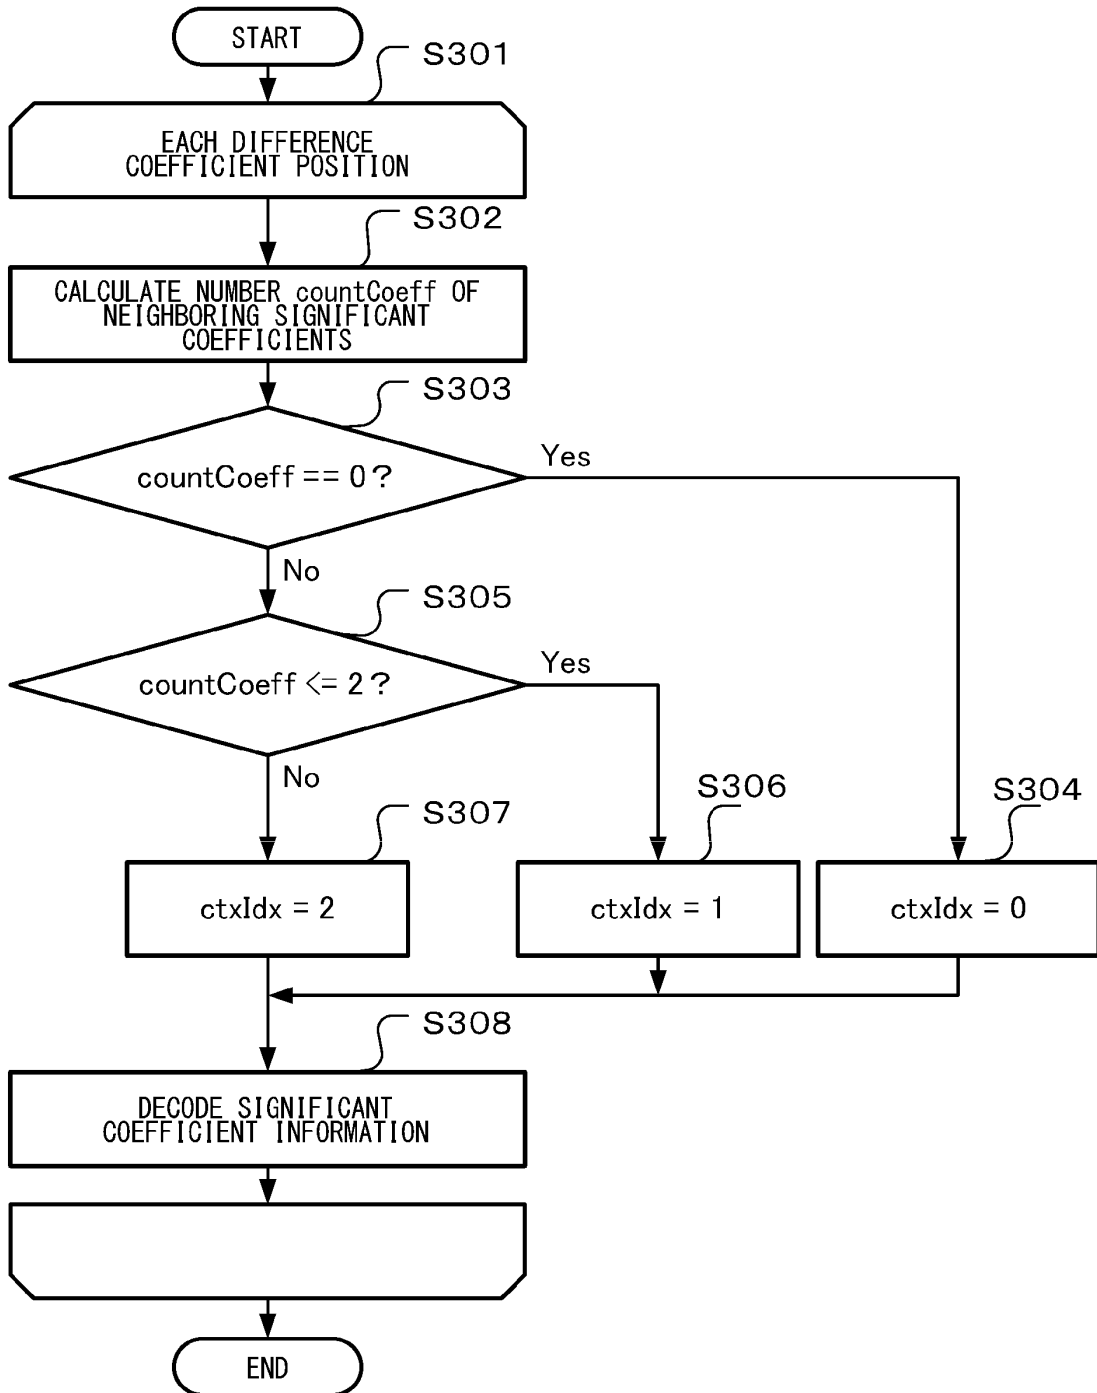 START
S301
EACH DIFFERENCE
COEFFICIENT POSITION
S302
CALCULATE NUMBER countCoeff OF
NEIGHBORING SIGNIFICANT
COEFFICIENTS
S303
countCoeff == 0?
Yes
No
S305
countCoeff <= 2?
Yes
No
S307
S306
S304
ctxIdx = 2
ctxIdx = 1
ctxIdx = 0
S308
DECODE SIGNIFICANT
COEFFICIENT INFORMATION
END